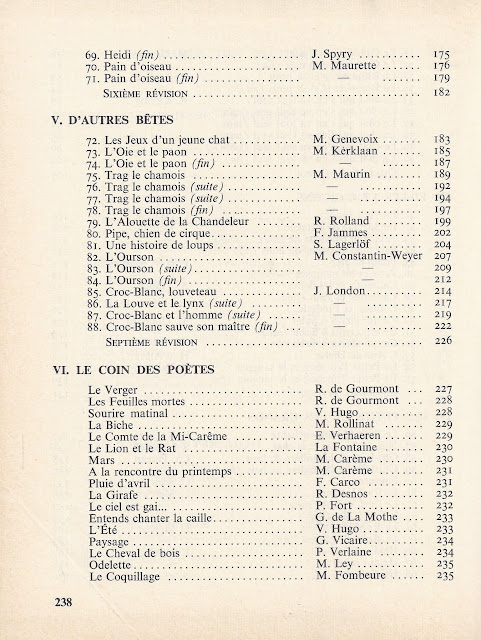 69. Heidi (fin) ........................ J. Spyry ........... 175
70. Pain d'oiseau ........................ M. Maurette ....... 176
71. Pain d'oiseau (fin) ..................... — ....... 179
SIXIÈME RÉVISION ........................................ 182
V. D'AUTRES BÊTES
72. Les Jeux d'un jeune chat ............ M. Genevoix ....... 183
73. L'Oie et le paon ..................... M. Kerklaan ....... 185
74. L'Oie et le paon (fin) ............... — ....... 187
75. Trag le chamois ..................... M. Maurin ......... 189
76. Trag le chamois (suite) ............... — ......... 192
77. Trag le chamois (suite) ............... — ......... 194
78. Trag le chamois (fin) ............... — ......... 197
79. L'Alouette de la Chandeleur ......... R. Rolland ......... 199
80. Pipe, chien de cirque ............... F. Jammes ......... 202
81. Une histoire de loups ............... S. Lagerlöf ......... 204
82. L'Ourson ........................ M. Constantin-Weyer 207
83. L'Ourson (suite) ................... — 209
84. L'Ourson (fin) ..................... — 212
85. Croc-Blanc, louveteau ............... J. London ......... 214
86. La Louve et le lynx (suite) ......... — ....... 217
87. Croc-Blanc et l'homme (suite) ...... — ....... 219
88. Croc-Blanc sauve son maître (fin) ... — ....... 222
SEPTIÈME RÉVISION ........................................ 226
VI. LE COIN DES POÈTES
Le Verger ........................ R. de Gourmont ... 227
Les Feuilles mortes ............... R. de Gourmont ... 228
Sourire matinal ................... V. Hugo ........... 228
La Biche ........................ M. Rollinat ....... 229
Le Comte de la Mi-Carême ............ E. Verhaeren ...... 229
Le Lion et le Rat ................. La Fontaine ....... 230
Mars ............................ M. Carème ......... 230
A la rencontre du printemps ......... M. Carème ......... 231
Pluie d'avril ..................... F. Carco ........... 231
La Girafe ........................ R. Desnos ......... 232
Le ciel est gai... ................. P. Fort ........... 232
Entends chanter la caille ............ G. de La Mothe .... 233
L'Été ............................ V. Hugo ........... 233
Paysage .......................... G. Vicaire ......... 234
Le Cheval de bois ................. P. Verlaine ....... 234
Odelette ........................ M. Ley ............. 235
Le Coquillage ..................... M. Fombeure ...... 235
238